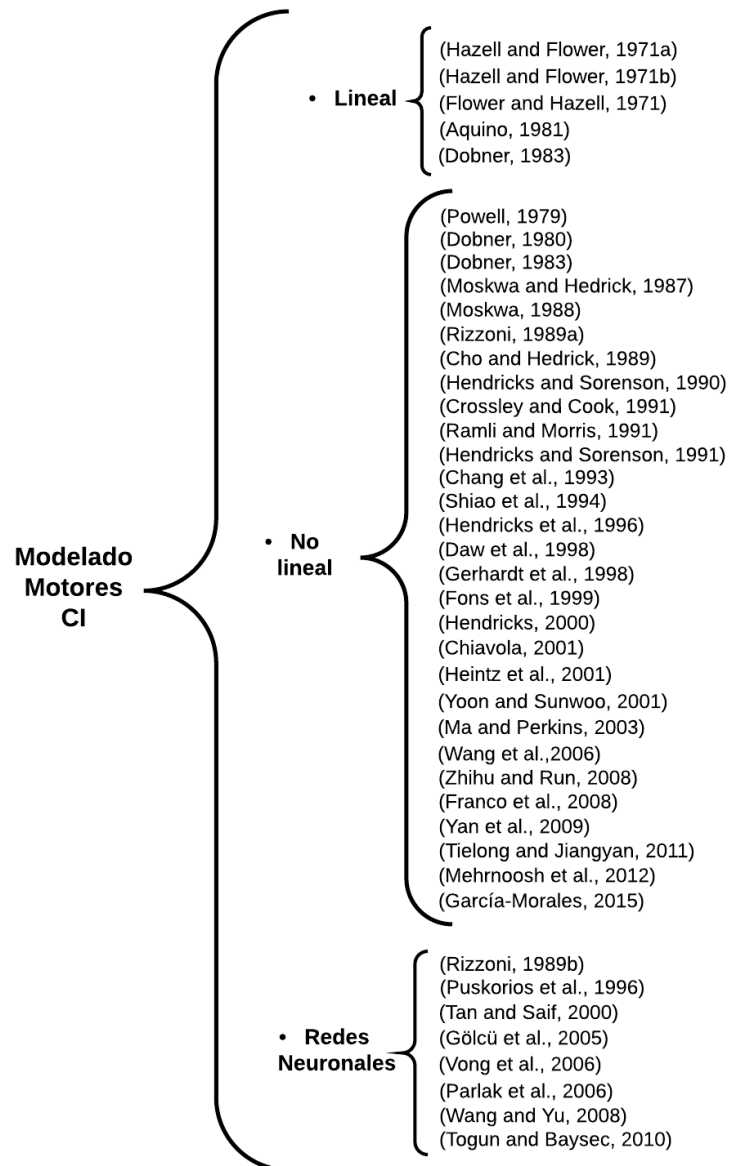 Modelado
Motores
CI
• Lineal
(Hazell and Flower, 1971a)
(Hazell and Flower, 1971b)
(Flower and Hazell, 1971)
(Aquino, 1981)
(Dobner, 1983)
• No
lineal
(Powell, 1979)
(Dobner, 1980)
(Dobner, 1983)
(Moskwa and Hedrick, 1987)
(Moskwa, 1988)
(Rizzoni, 1989a)
(Cho and Hedrick, 1989)
(Hendricks and Sorenson, 1990)
(Crossley and Cook, 1991)
(Ramli and Morris, 1991)
(Hendricks and Sorenson, 1991)
(Chang et al., 1993)
(Shiao et al., 1994)
(Hendricks et al., 1996)
(Daw et al., 1998)
(Gerhardt et al., 1998)
(Fons et al., 1999)
(Hendricks, 2000)
(Chiavola, 2001)
(Heintz et al., 2001)
(Yoon and Sunwoo, 2001)
(Ma and Perkins, 2003)
(Wang et al.,2006)
(Zhihu and Run, 2008)
(Franco et al., 2008)
(Yan et al., 2009)
(Tielong and Jiangyan, 2011)
(Mehrnoosh et al., 2012)
(García-Morales, 2015)
• Redes
Neuronales
(Rizzoni, 1989b)
(Puskorios et al., 1996)
(Tan and Saif, 2000)
(Gölcü et al., 2005)
(Vong et al., 2006)
(Parlak et al., 2006)
(Wang and Yu, 2008)
(Togun and Baysec, 2010)